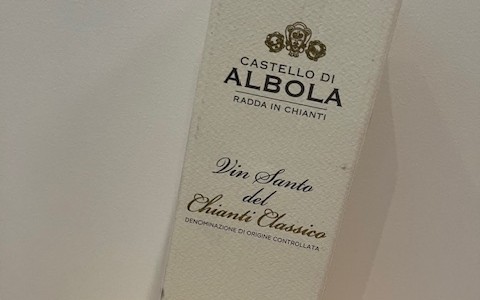 CASTELLO DI
ALBOLA
RADDA IN CHIANTI
Vin Santo
del
Chianti Classico
DENOMINAZIONE DI ORIGINE CONTROLLATA